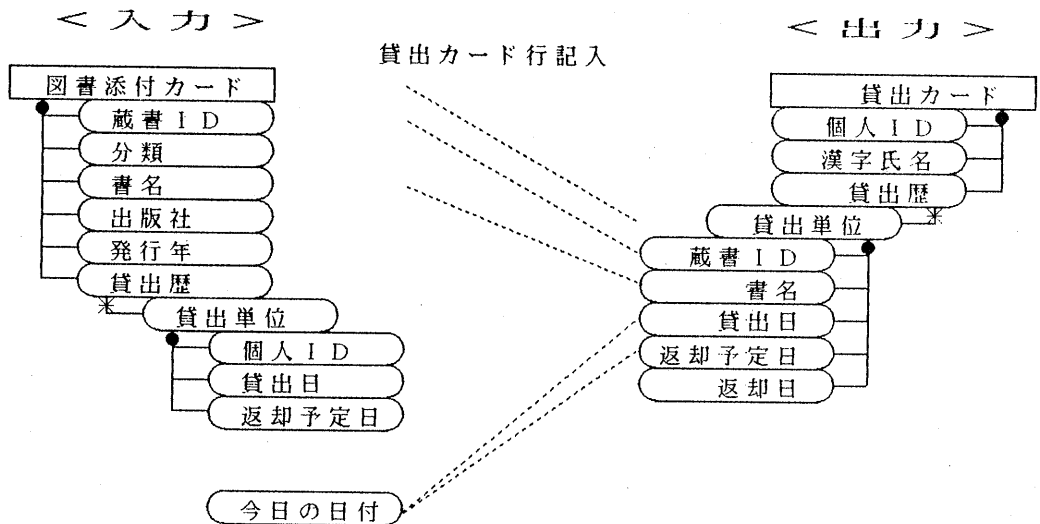 ＜入力＞
＜出力＞
貸出カード行記入
図書添付カード
蔵書ＩＤ
分類
書名
出版社
発行年
貸出歴
貸出単位
個人ＩＤ
貸出日
返却予定日
今日の日付
貸出カード
個人ＩＤ
漢字氏名
貸出歴
貸出単位
蔵書ＩＤ
書名
貸出日
返却予定日
返却日